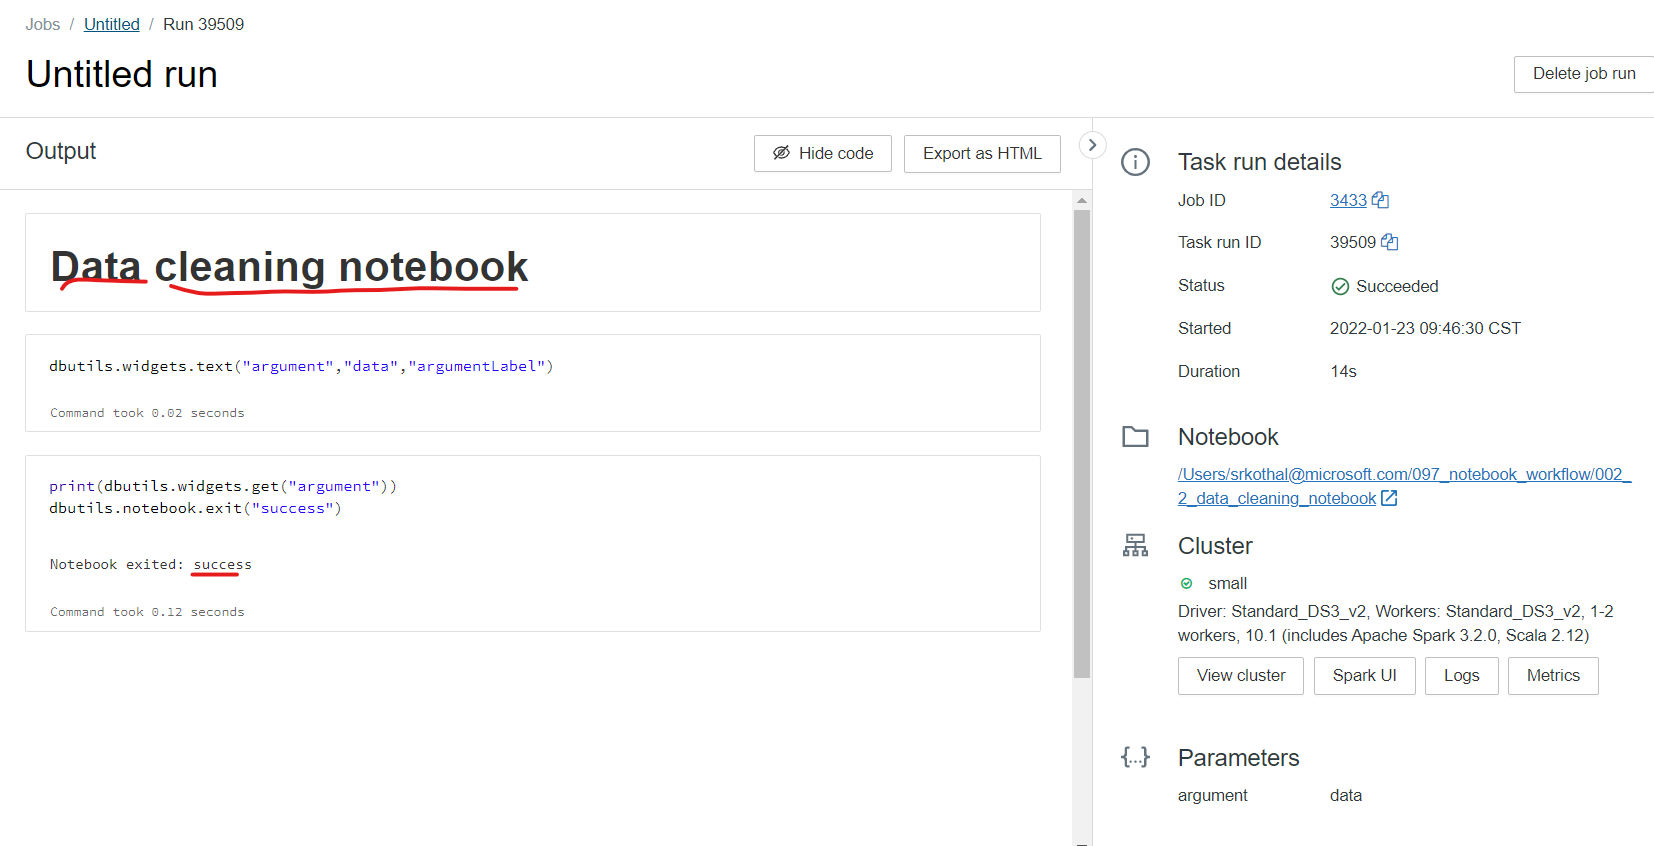 Jobs / Untitled / Run 39509
Untitled run
Delete job run
Output
Hide code
Export as HTML
Data cleaning notebook
dbutils.widgets.text("argument","data","argumentLabel")
Command took 0.02 seconds
print(dbutils.widgets.get("argument"))
dbutils.notebook.exit("success")
Notebook exited: success
Command took 0.12 seconds
Task run details
Job ID 3433
Task run ID 39509
Status Succeeded
Started 2022-01-23 09:46:30 CST
Duration 14s
Notebook
/Users/srkothal@microsoft.com/097_notebook_workflow/002_
2_data_cleaning_notebook
Cluster
small
Driver: Standard_DS3_v2, Workers: Standard_DS3_v2, 1-2
workers, 10.1 (includes Apache Spark 3.2.0, Scala 2.12)
View cluster
Spark UI
Logs
Metrics
{...} Parameters
argument data